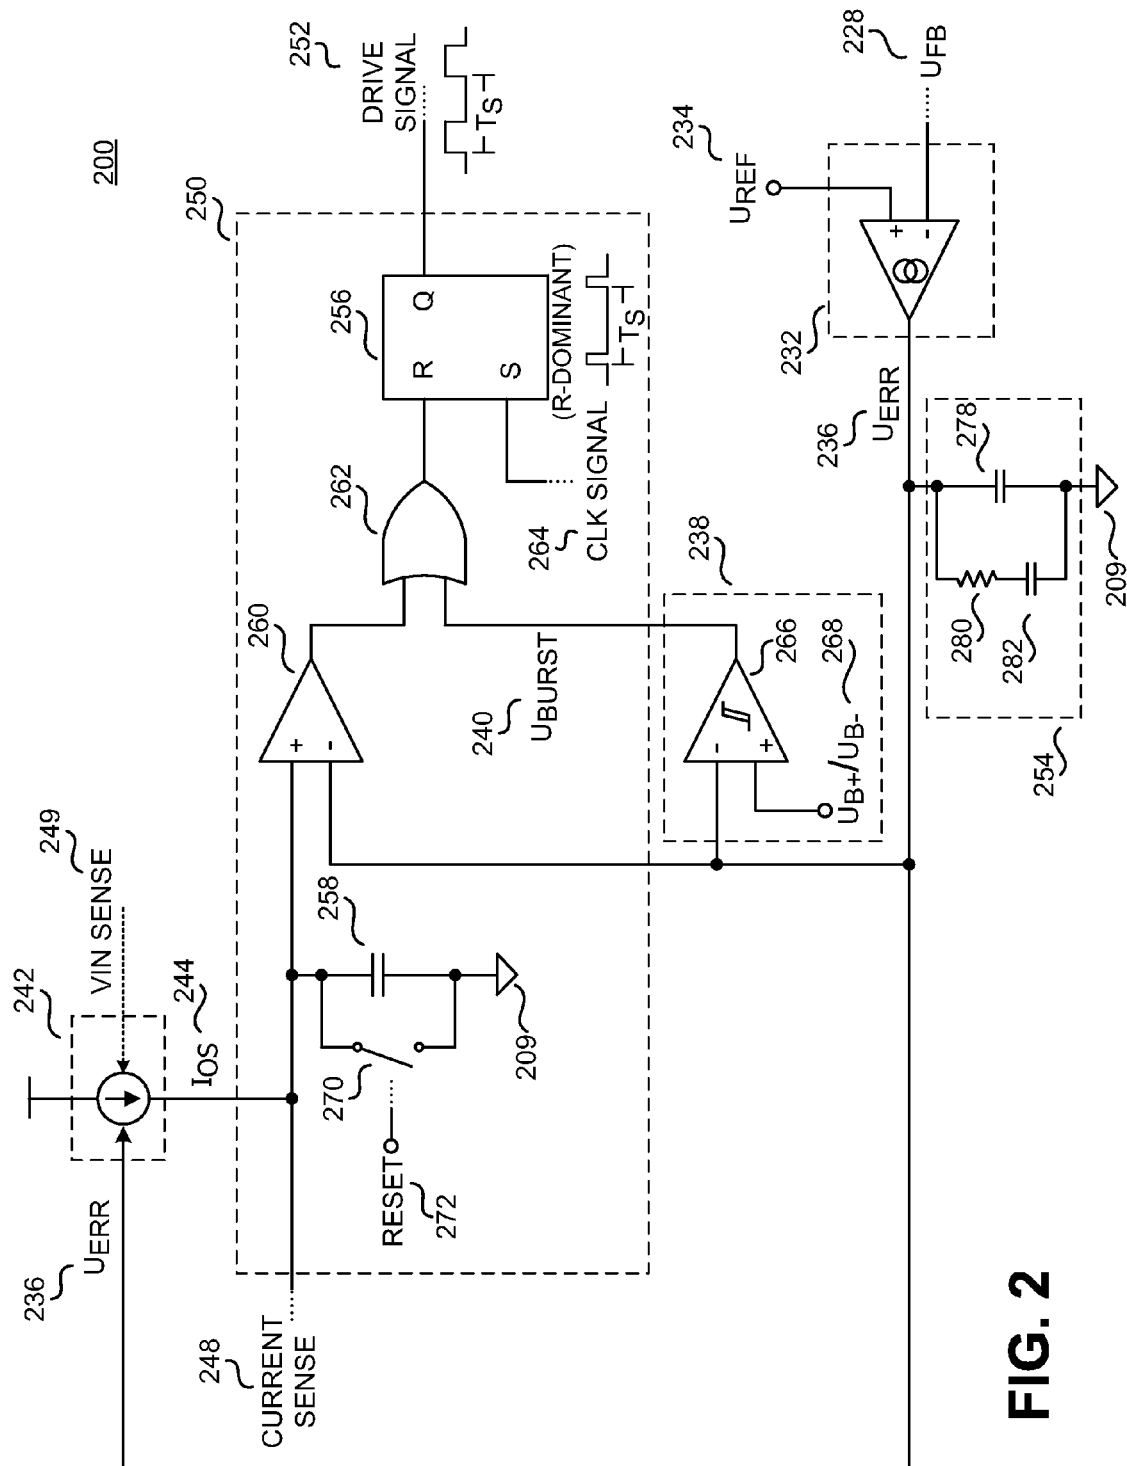 200
252
DRIVE
SIGNAL
TS
250
256
R
Q
S
(R-DOMINANT)
TS
262
264
CLK SIGNAL
260
+
-
240
UBURST
249
VIN SENSE
242
244
IOS
236
UERR
258
270
209
RESET
272
248
CURRENT
SENSE
228
UFB
234
UREF
+
-
232
236
UERR
238
266
268
-
+
UB+/UB-
278
280
282
254
209
FIG. 2